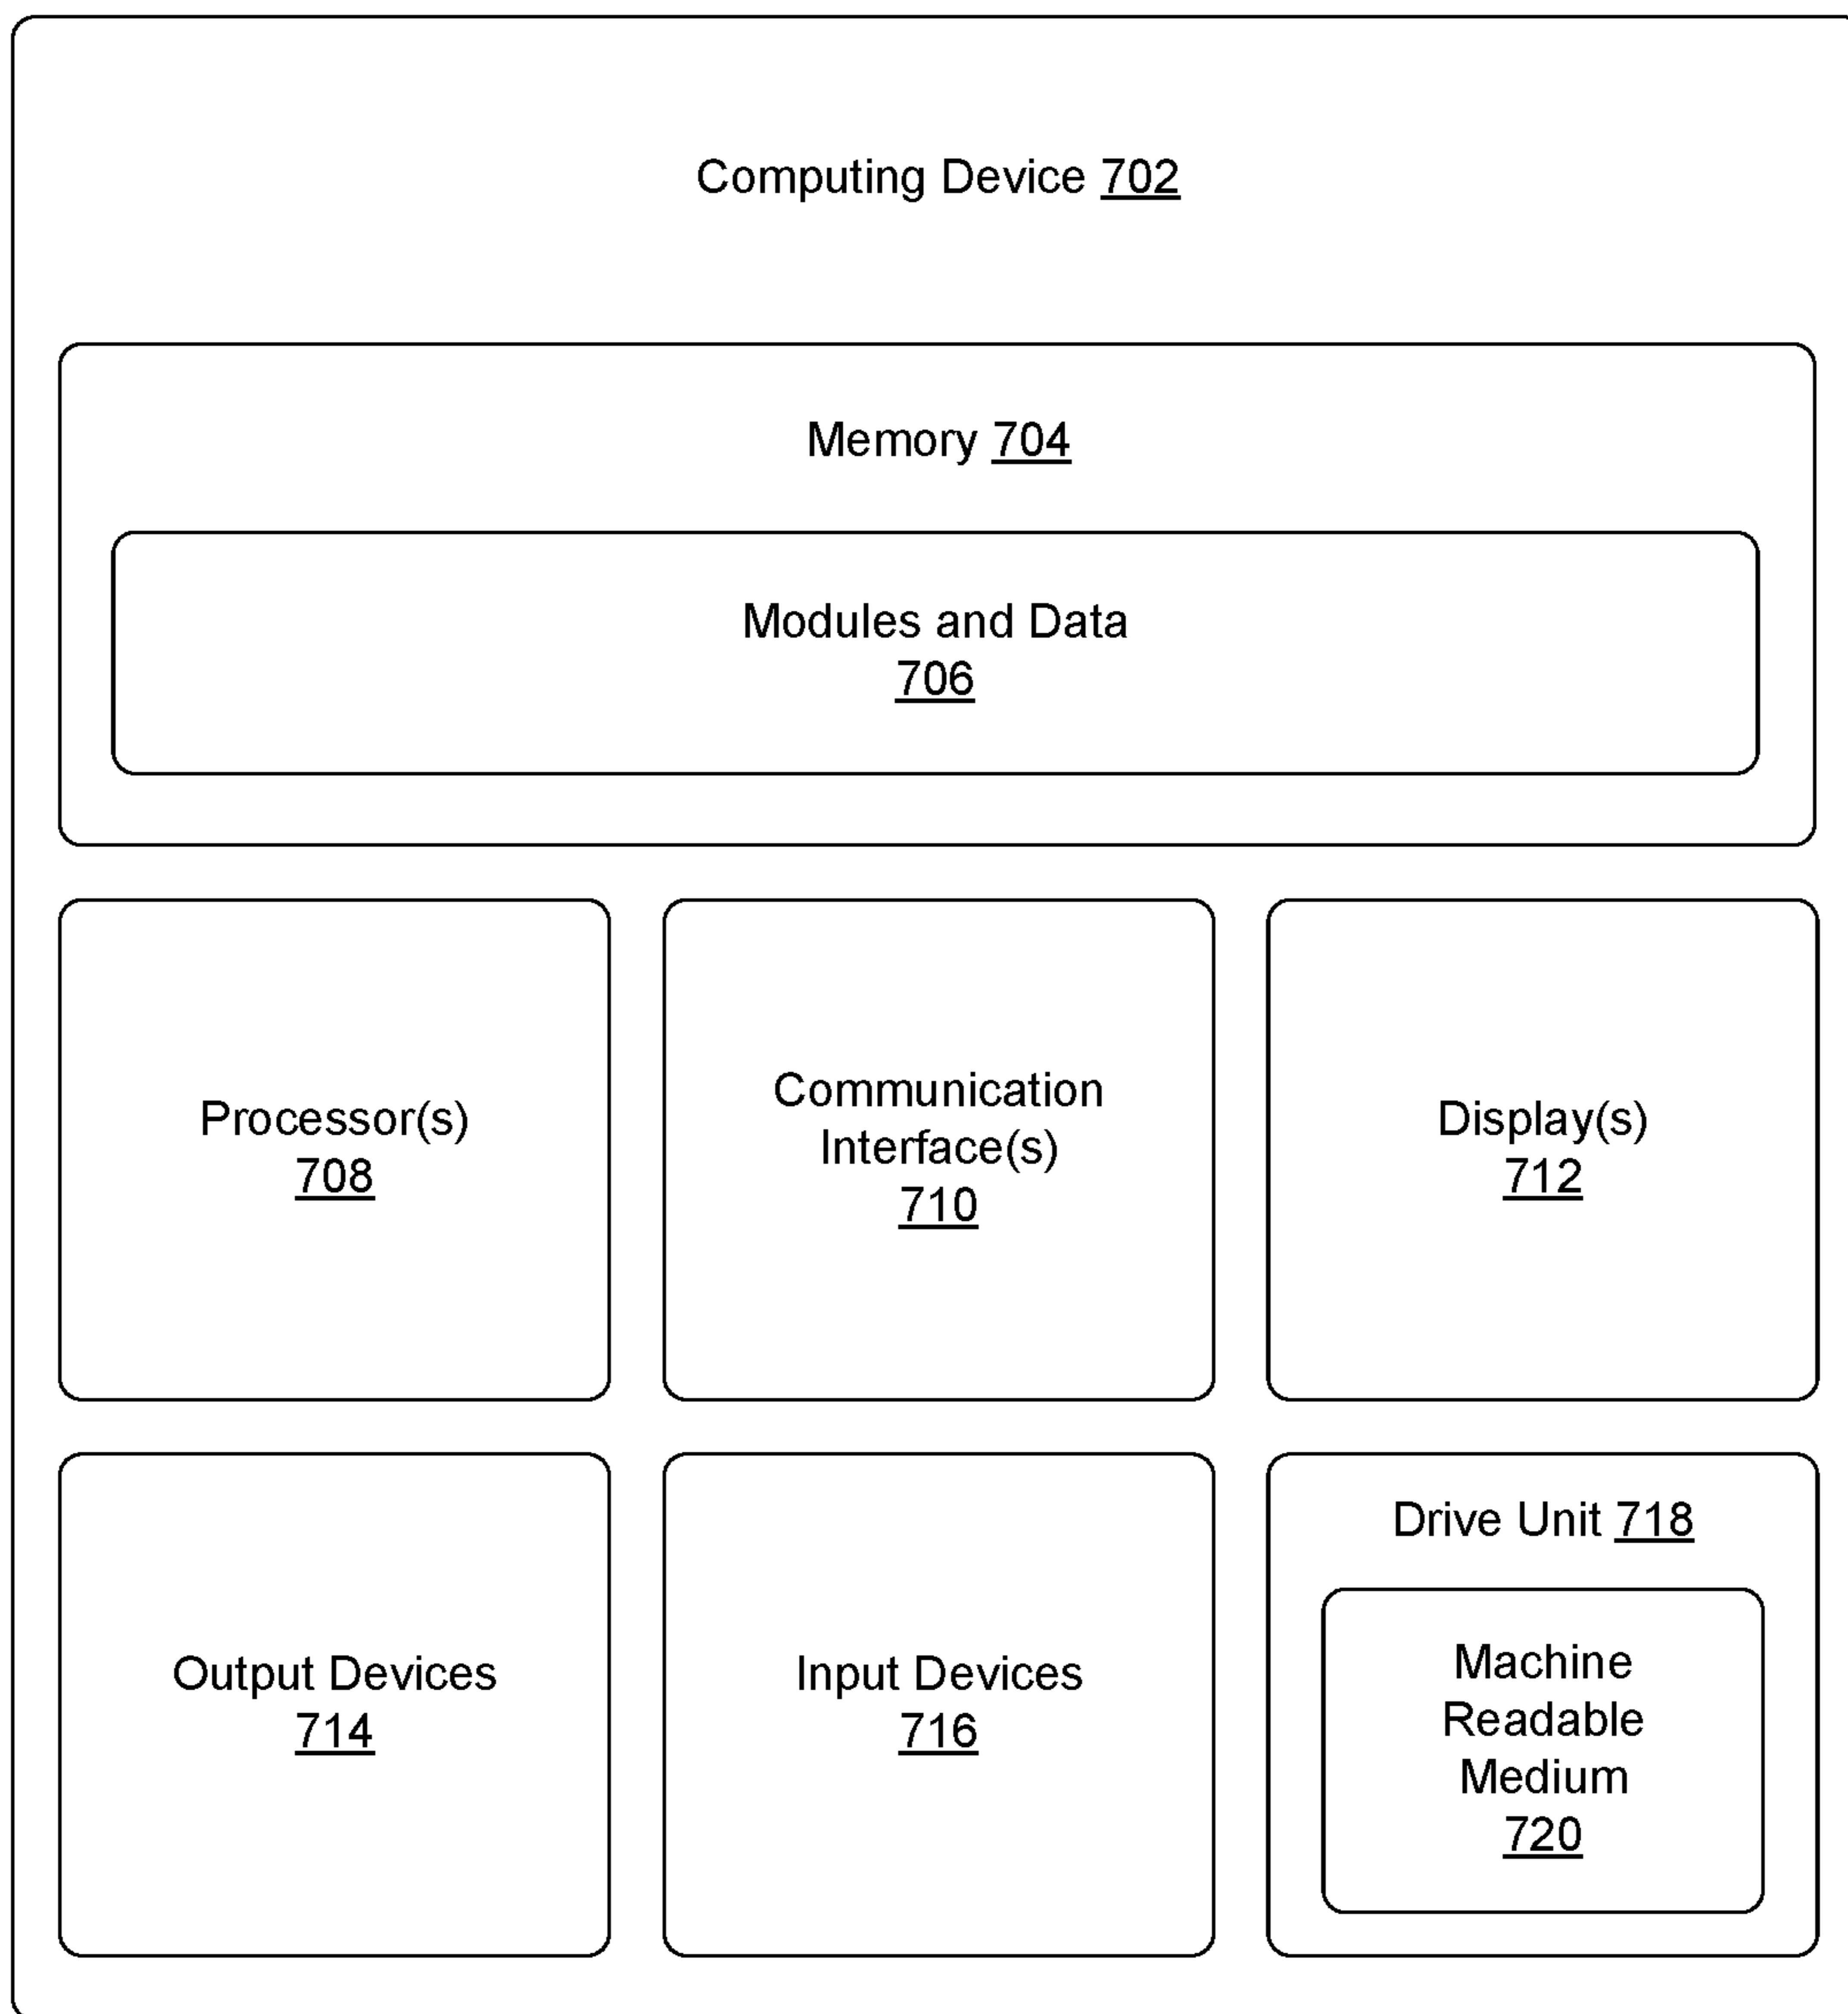 Computing Device 702
Memory 704
Modules and Data
706
Processor(s)
708
Communication
Interface(s)
710
Display(s)
712
Output Devices
714
Input Devices
716
Drive Unit 718
Machine
Readable
Medium
720